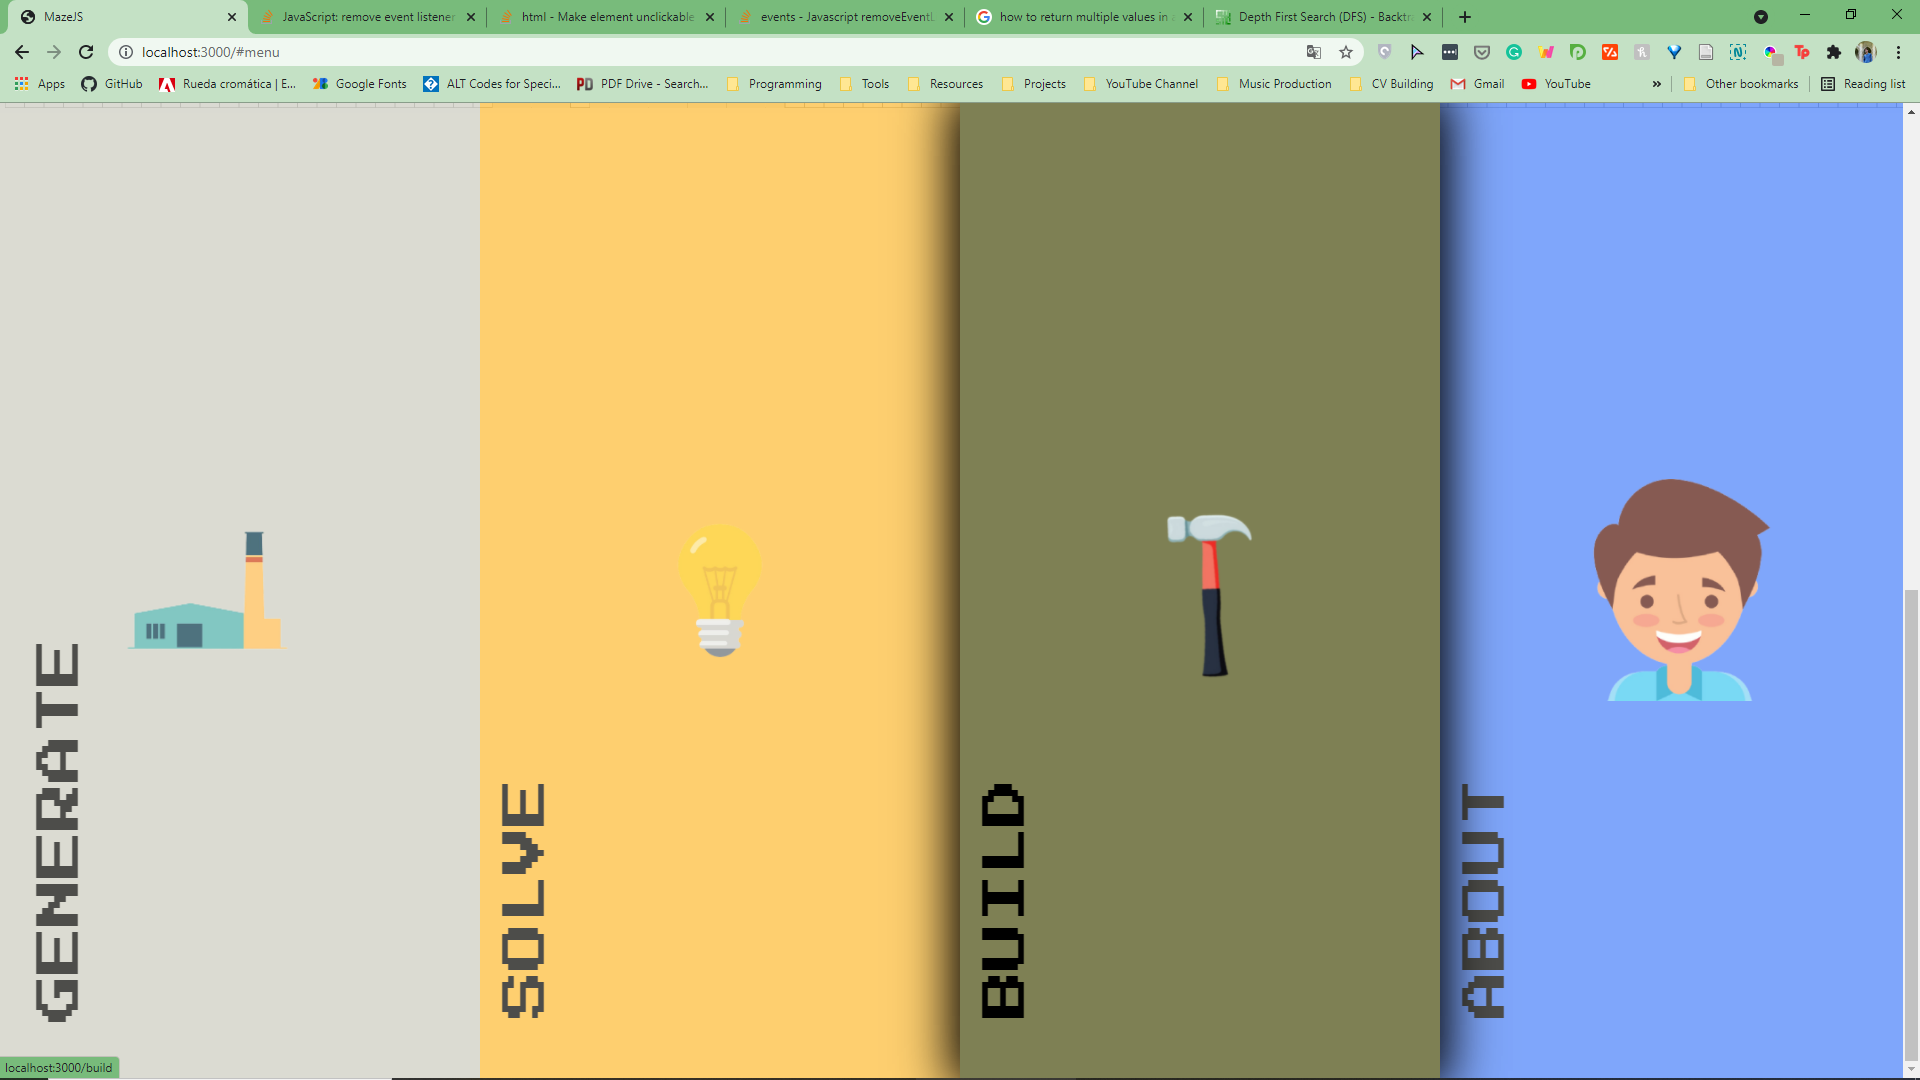 MazeJS
JavaScript: remove event listener
html - Make element unclickable
events - Javascript removeEventL
how to return multiple values in
Depth First Search (DFS) - Backtr
localhost:3000/#menu
Apps
GitHub
Rueda cromática | E...
Google Fonts
ALT Codes for Speci...
PDF Drive - Search...
Programming
Tools
Resources
Projects
YouTube Channel
Music Production
CV Building
Gmail
YouTube
»
Other bookmarks
Reading list
GENERATE
SOLVE
BUILD
ABOUT
localhost:3000/build